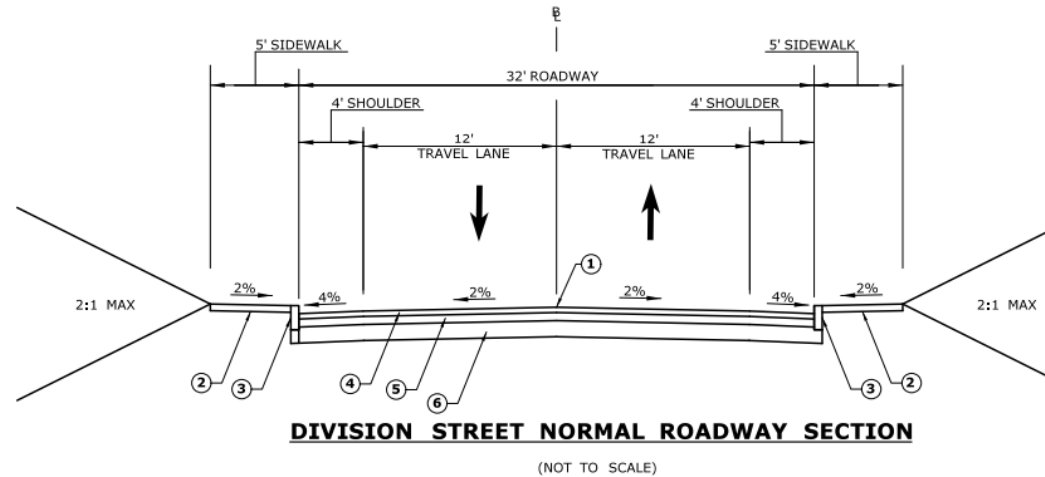 ℄
5' SIDEWALK
5' SIDEWALK
32' ROADWAY
4' SHOULDER
4' SHOULDER
12'
TRAVEL LANE
12'
TRAVEL LANE
1
2%
4%
2%
2%
4%
2%
2:1 MAX
2:1 MAX
2
3
4
5
6
3
2
DIVISION STREET NORMAL ROADWAY SECTION
(NOT TO SCALE)